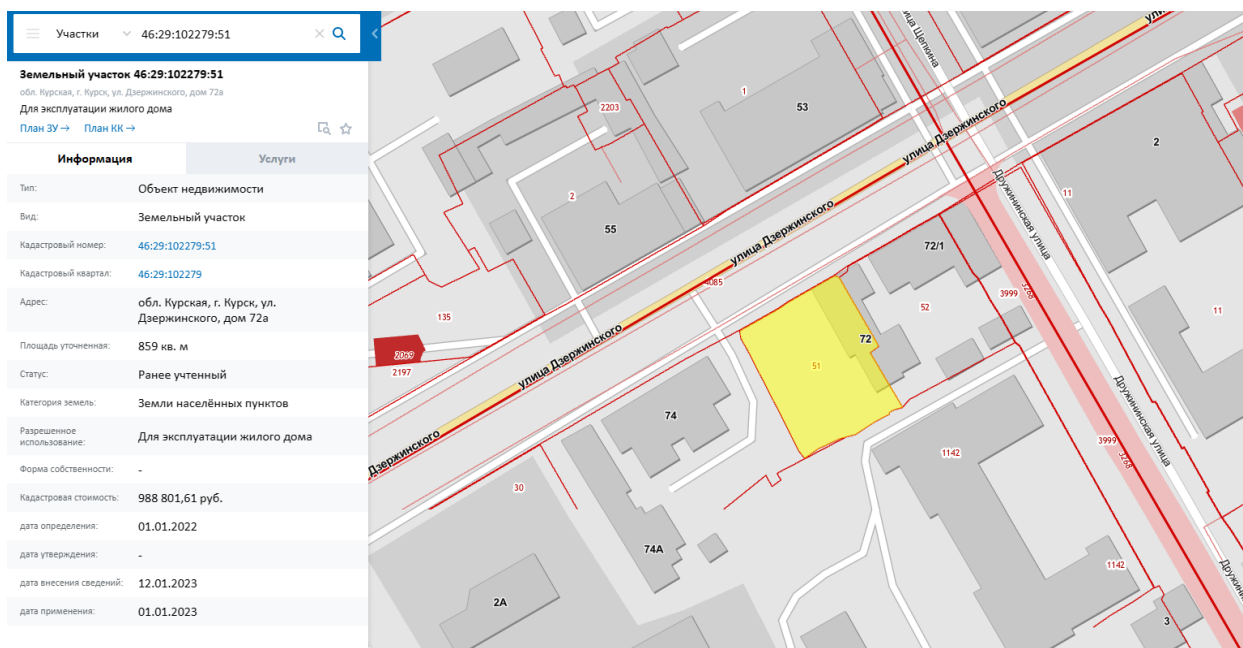 Участки 46:29:102279:51
Земельный участок 46:29:102279:51
обл. Курская, г. Курск, ул. Дзержинского, дом 72а
Для эксплуатации жилого дома
План ЗУ → План КК →
Информация Услуги
Тип: Объект недвижимости
Вид: Земельный участок
Кадастровый номер: 46:29:102279:51
Кадастровый квартал: 46:29:102279
Адрес: обл. Курская, г. Курск, ул.
Дзержинского, дом 72а
Площадь уточненная: 859 кв. м
Статус: Ранее учтенный
Категория земель: Земли населённых пунктов
Разрешенное
использование: Для эксплуатации жилого дома
Форма собственности: -
Кадастровая стоимость: 988 801,61 руб.
дата определения: 01.01.2022
дата утверждения: -
дата внесения сведений: 12.01.2023
дата применения: 01.01.2023
улица Щепкина
1
2203
53
улица Дзержинского
2
2
55
11
Дружининская улица
улица Дзержинского
72/1
4085
3999
3268
135
52
11
2069
2197
улица Дзержинского
72
51
74
Дружининская улица
Дзержинского
1142
3999
3268
30
74А
1142
2А
3